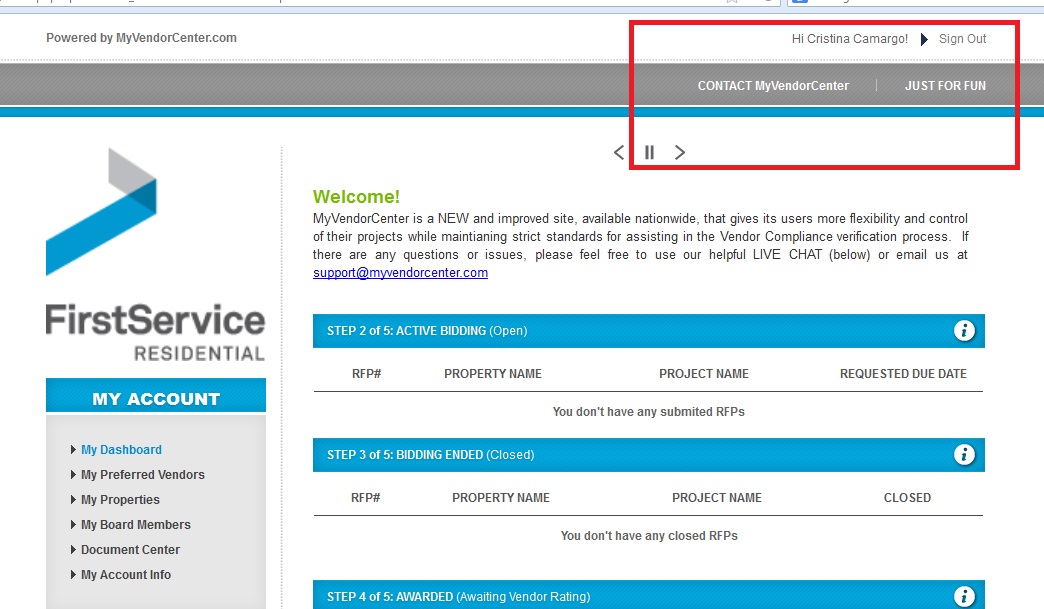 Powered by MyVendorCenter.com
Hi Cristina Camargo! Sign Out
CONTACT MyVendorCenter | JUST FOR FUN
FirstService
RESIDENTIAL
MY ACCOUNT
My Dashboard
My Preferred Vendors
My Properties
My Board Members
Document Center
My Account Info
Welcome!
MyVendorCenter is a NEW and improved site, available nationwide, that gives its users more flexibility and control
of their projects while maintianing strict standards for assisting in the Vendor Compliance verification process. If
there are any questions or issues, please feel free to use our helpful LIVE CHAT (below) or email us at
support@myvendorcenter.com
STEP 2 of 5: ACTIVE BIDDING (Open)
RFP# PROPERTY NAME PROJECT NAME REQUESTED DUE DATE
You don't have any submited RFPs
STEP 3 of 5: BIDDING ENDED (Closed)
RFP# PROPERTY NAME PROJECT NAME CLOSED
You don't have any closed RFPs
STEP 4 of 5: AWARDED (Awaiting Vendor Rating)